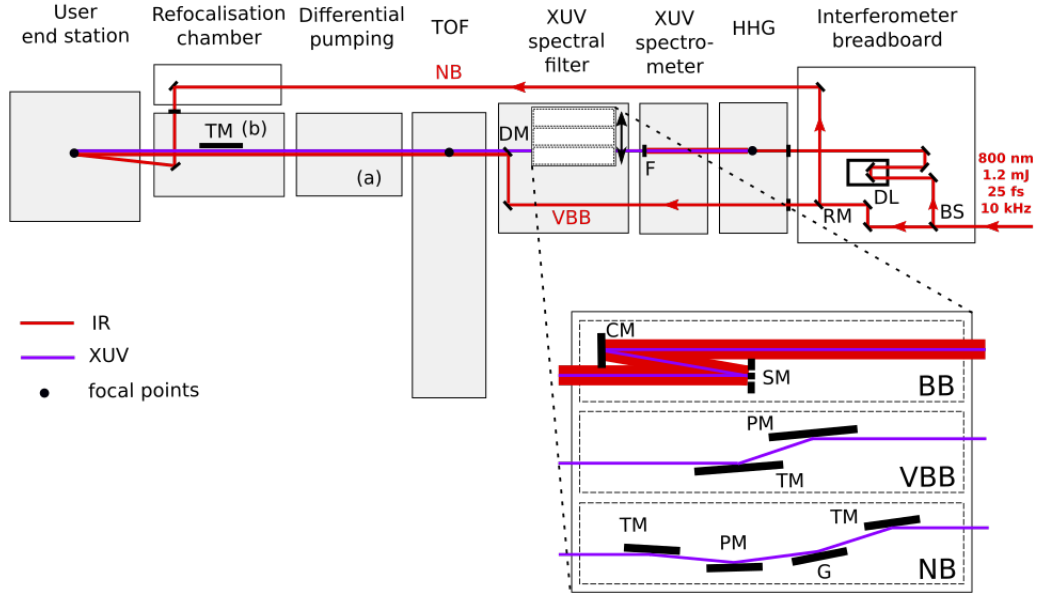 User
end station
Refocalisation
chamber
Differential
pumping
TOF
XUV
spectral
filter
XUV
spectro-
meter
HHG
Interferometer
breadboard
NB
TM
(b)
(a)
DM
F
VBB
RM
DL
BS
800 nm
1.2 mJ
25 fs
10 kHz
IR
XUV
focal points
CM
SM
BB
PM
TM
VBB
TM
PM
G
TM
NB